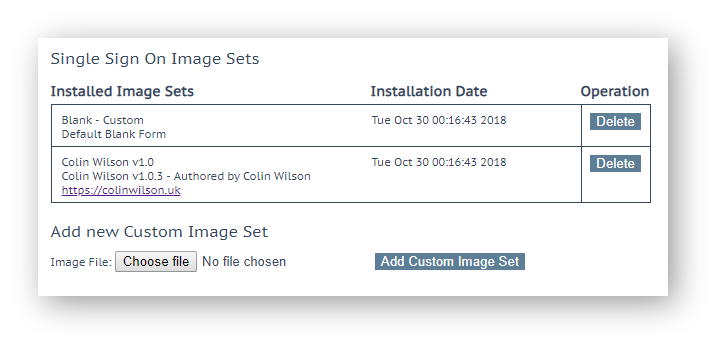 Single Sign On Image Sets
Installed Image Sets Installation Date Operation
Blank - Custom Tue Oct 30 00:16:43 2018 Delete
Default Blank Form
Colin Wilson v1.0 Tue Oct 30 00:16:43 2018 Delete
Colin Wilson v1.0.3 - Authored by Colin Wilson
https://colinwilson.uk
Add new Custom Image Set
Image File: Choose file No file chosen Add Custom Image Set